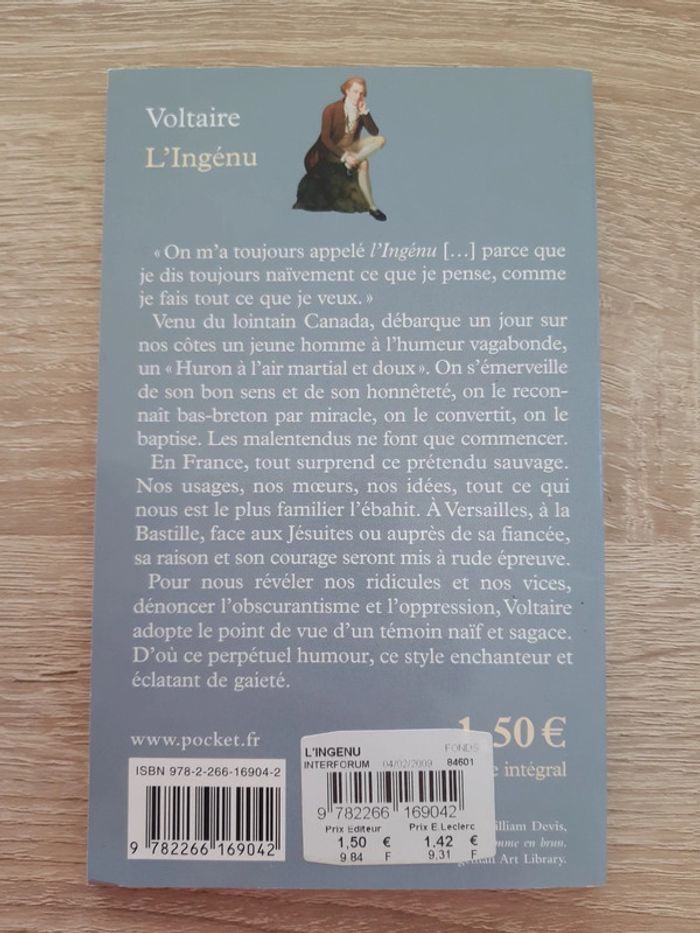 Voltaire
L'Ingénu
« On m'a toujours appelé l'Ingénu […] parce que
je dis toujours naïvement ce que je pense, comme
je fais tout ce que je veux. »
Venu du lointain Canada, débarque un jour sur
nos côtes un jeune homme à l'humeur vagabonde,
un « Huron à l'air martial et doux ». On s'émerveille
de son bon sens et de son honnêteté, on le recon-
naît bas-breton par miracle, on le convertit, on le
baptise. Les malentendus ne font que commencer.
En France, tout surprend ce prétendu sauvage.
Nos usages, nos mœurs, nos idées, tout ce qui
nous est le plus familier l'ébahit. À Versailles, à la
Bastille, face aux Jésuites ou auprès de sa fiancée,
sa raison et son courage seront mis à rude épreuve.
Pour nous révéler nos ridicules et nos vices,
dénoncer l'obscurantisme et l'oppression, Voltaire
adopte le point de vue d'un témoin naïf et sagace.
D'où ce perpétuel humour, ce style enchanteur et
éclatant de gaieté.
www.pocket.fr
1,50 €
intégral
ISBN 978-2-266-16904-2
9 782266 169042
L'INGENU FONDS
INTERFORUM 04/02/2009 84601
9 782266 169042
Prix Editeur Prix E.Leclerc
1,50 € 1,42 €
9.84 F 9,31 F
William Devis,
homme en brun.
Art Library.